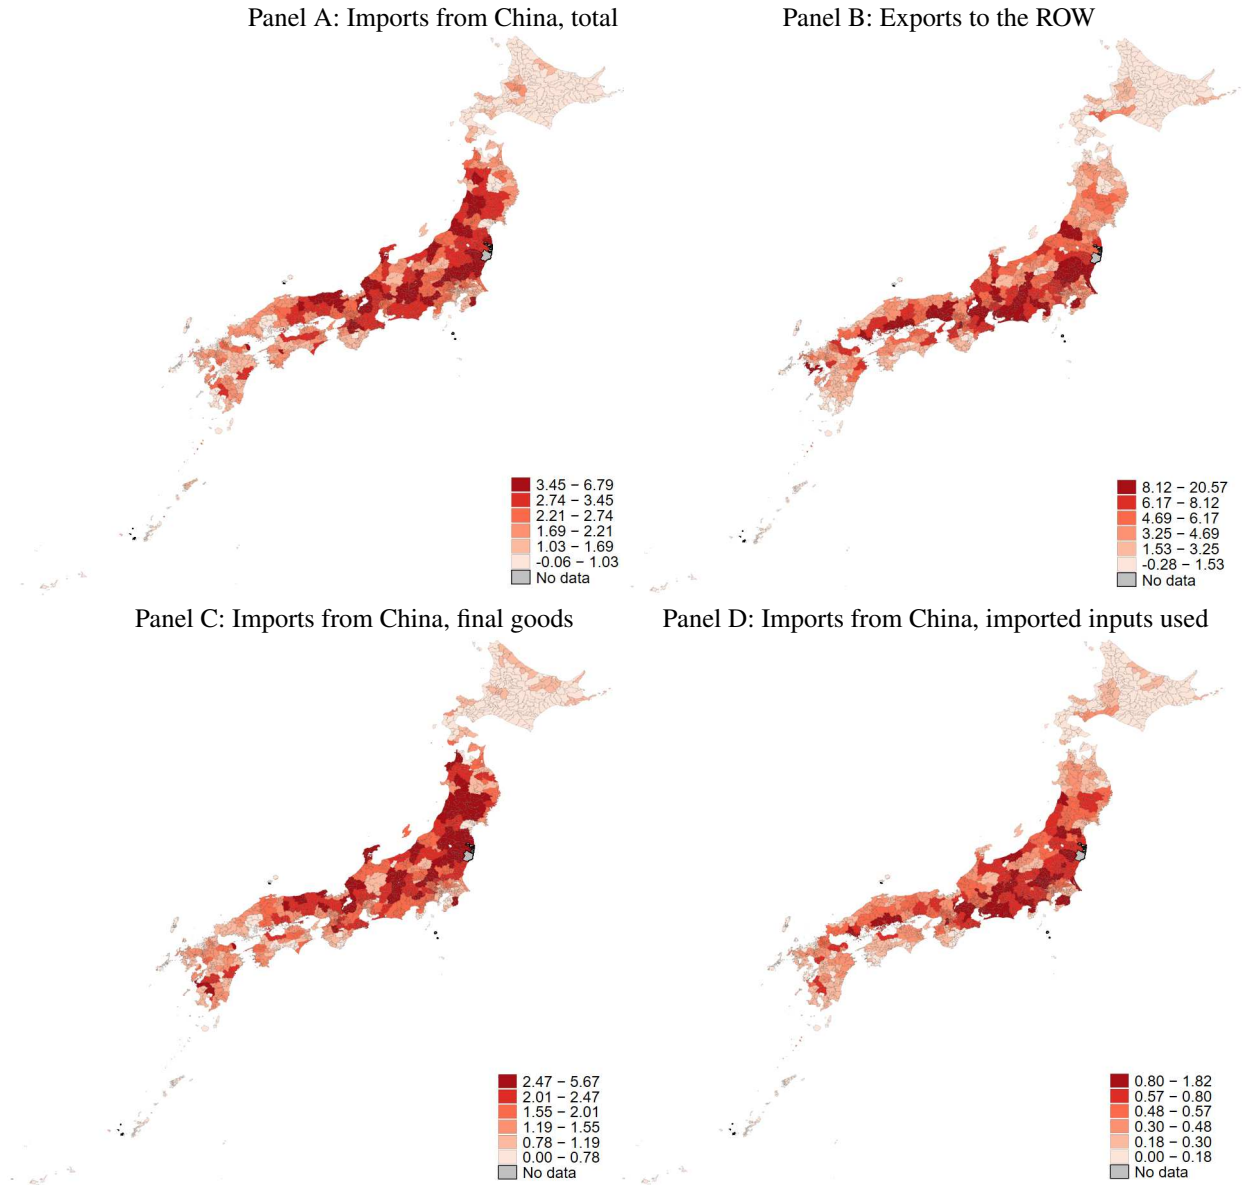 Panel A: Imports from China, total
Panel B: Exports to the ROW
3.45 − 6.79
2.74 − 3.45
2.21 − 2.74
1.69 − 2.21
1.03 − 1.69
-0.06 − 1.03
No data
8.12 − 20.57
6.17 − 8.12
4.69 − 6.17
3.25 − 4.69
1.53 − 3.25
-0.28 − 1.53
No data
Panel C: Imports from China, final goods
Panel D: Imports from China, imported inputs used
2.47 − 5.67
2.01 − 2.47
1.55 − 2.01
1.19 − 1.55
0.78 − 1.19
0.00 − 0.78
No data
0.80 − 1.82
0.57 − 0.80
0.48 − 0.57
0.30 − 0.48
0.18 − 0.30
0.00 − 0.18
No data